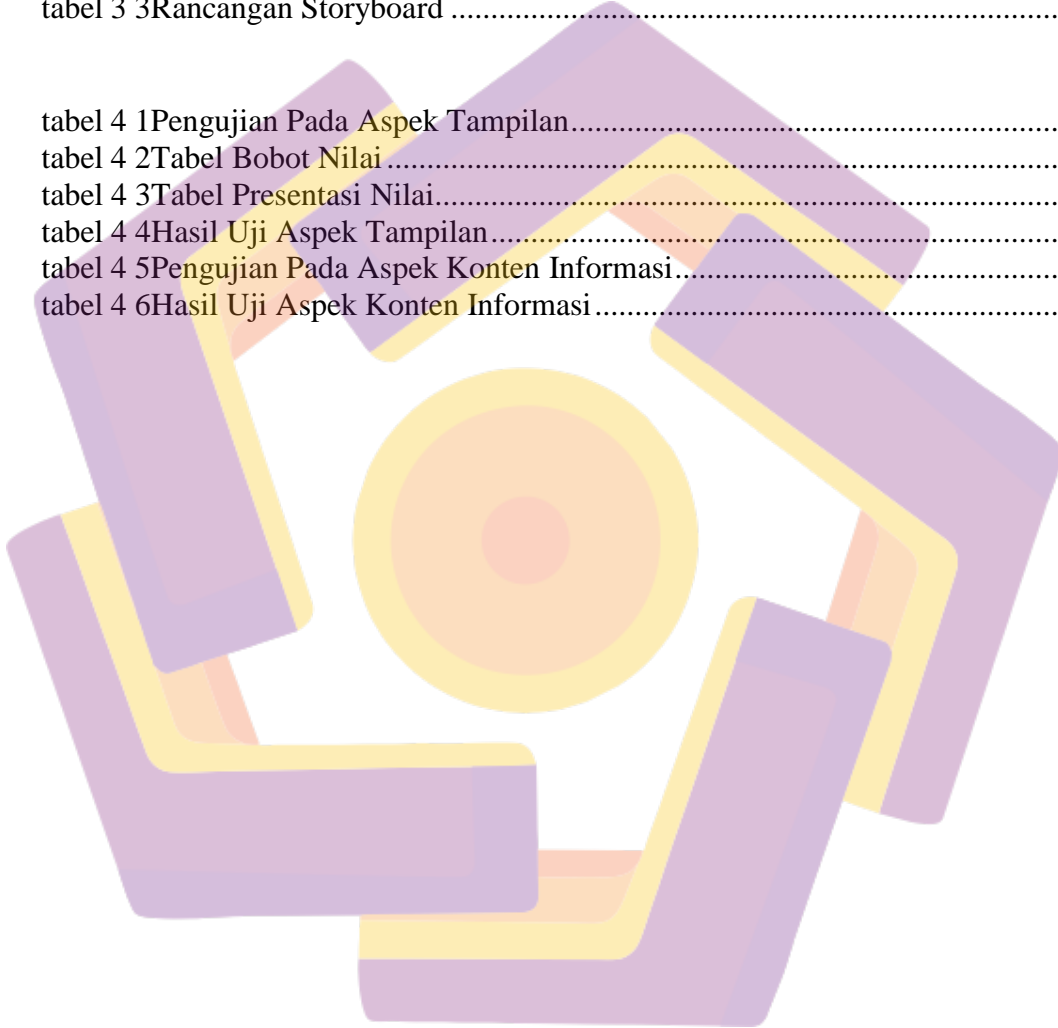 tabel 3 3Rancangan Storyboard ................................................................
tabel 4 1Pengujian Pada Aspek Tampilan...................................................
tabel 4 2Tabel Bobot Nilai.......................................................................
tabel 4 3Tabel Presentasi Nilai.................................................................
tabel 4 4Hasil Uji Aspek Tampilan............................................................
tabel 4 5Pengujian Pada Aspek Konten Informasi........................................
tabel 4 6Hasil Uji Aspek Konten Informasi.................................................